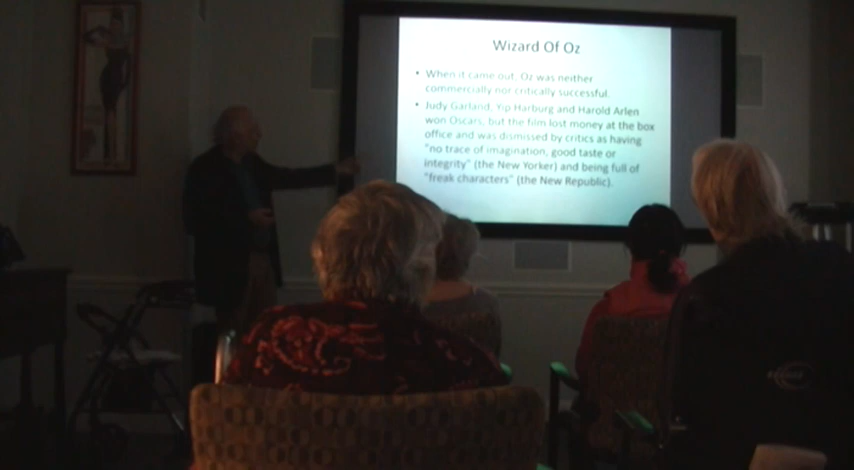 Wizard Of Oz
• When it came out, Oz was neither
commercially nor critically successful.
• Judy Garland, Yip Harburg and Harold Arlen
won Oscars, but the film lost money at the box
office and was dismissed by critics as having
"no trace of imagination, good taste or
integrity" (the New Yorker) and being full of
"freak characters" (the New Republic).